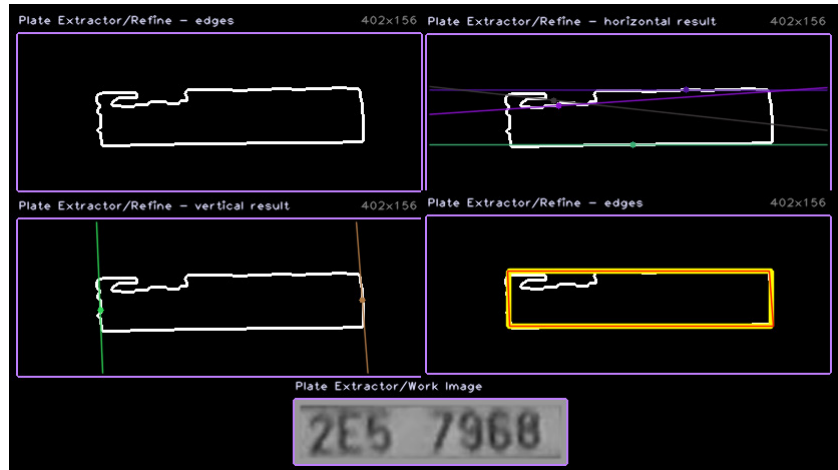 Plate Extractor/Refine - edges 402x156
Plate Extractor/Refine - horizontal result 402x156
Plate Extractor/Refine - vertical result 402x156
Plate Extractor/Refine - edges 402x156
Plate Extractor/Work Image
2E5 7968